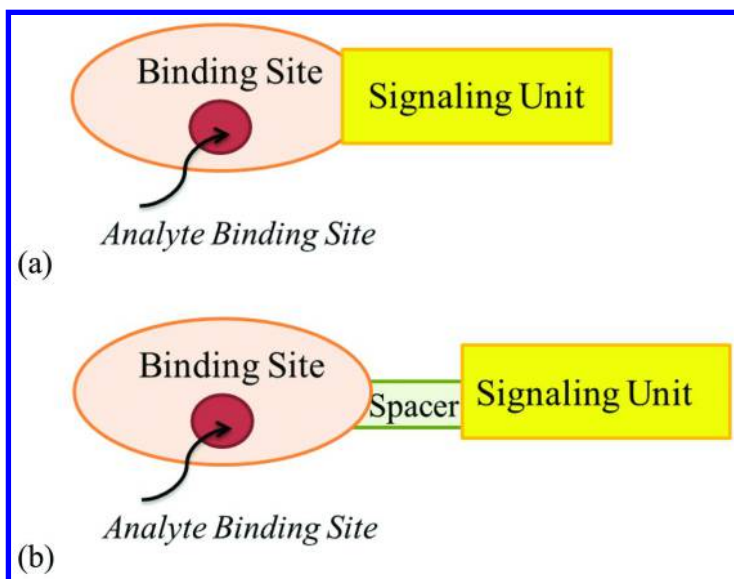 Binding Site
Signaling Unit
Analyte Binding Site
(a)
Binding Site
Spacer
Signaling Unit
Analyte Binding Site
(b)